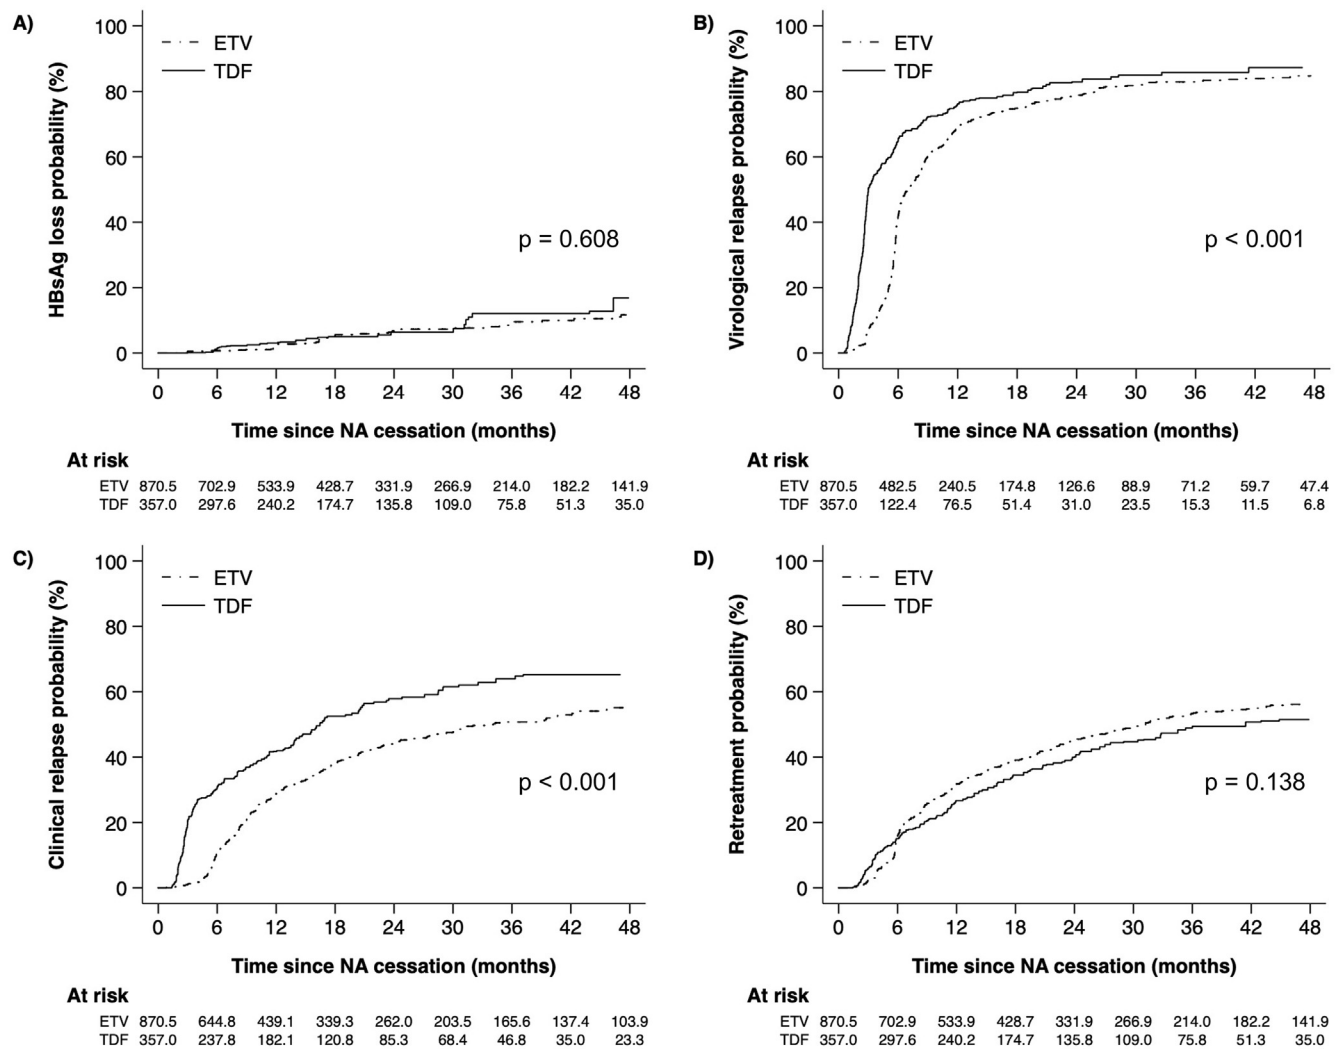 A)
HBsAg loss probability (%)
100
80
60
40
20
0
ETV
TDF
p = 0.608
0 6 12 18 24 30 36 42 48
Time since NA cessation (months)
At risk
ETV 870.5 702.9 533.9 428.7 331.9 266.9 214.0 182.2 141.9
TDF 357.0 297.6 240.2 174.7 135.8 109.0 75.8 51.3 35.0
B)
Virological relapse probability (%)
100
80
60
40
20
0
ETV
TDF
p < 0.001
0 6 12 18 24 30 36 42 48
Time since NA cessation (months)
At risk
ETV 870.5 482.5 240.5 174.8 126.6 88.9 71.2 59.7 47.4
TDF 357.0 122.4 76.5 51.4 31.0 23.5 15.3 11.5 6.8
C)
Clinical relapse probability (%)
100
80
60
40
20
0
ETV
TDF
p < 0.001
0 6 12 18 24 30 36 42 48
Time since NA cessation (months)
At risk
ETV 870.5 644.8 439.1 339.3 262.0 203.5 165.6 137.4 103.9
TDF 357.0 237.8 182.1 120.8 85.3 68.4 46.8 35.0 23.3
D)
Retreatment probability (%)
100
80
60
40
20
0
ETV
TDF
p = 0.138
0 6 12 18 24 30 36 42 48
Time since NA cessation (months)
At risk
ETV 870.5 702.9 533.9 428.7 331.9 266.9 214.0 182.2 141.9
TDF 357.0 297.6 240.2 174.7 135.8 109.0 75.8 51.3 35.0